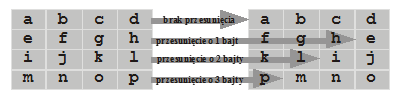 a b c d brak przesunięcia a b c d
e f g h przesunięcie o 1 bajt f g h e
i j k l przesunięcie o 2 bajty k l i j
m n o p przesunięcie o 3 bajty p m n o